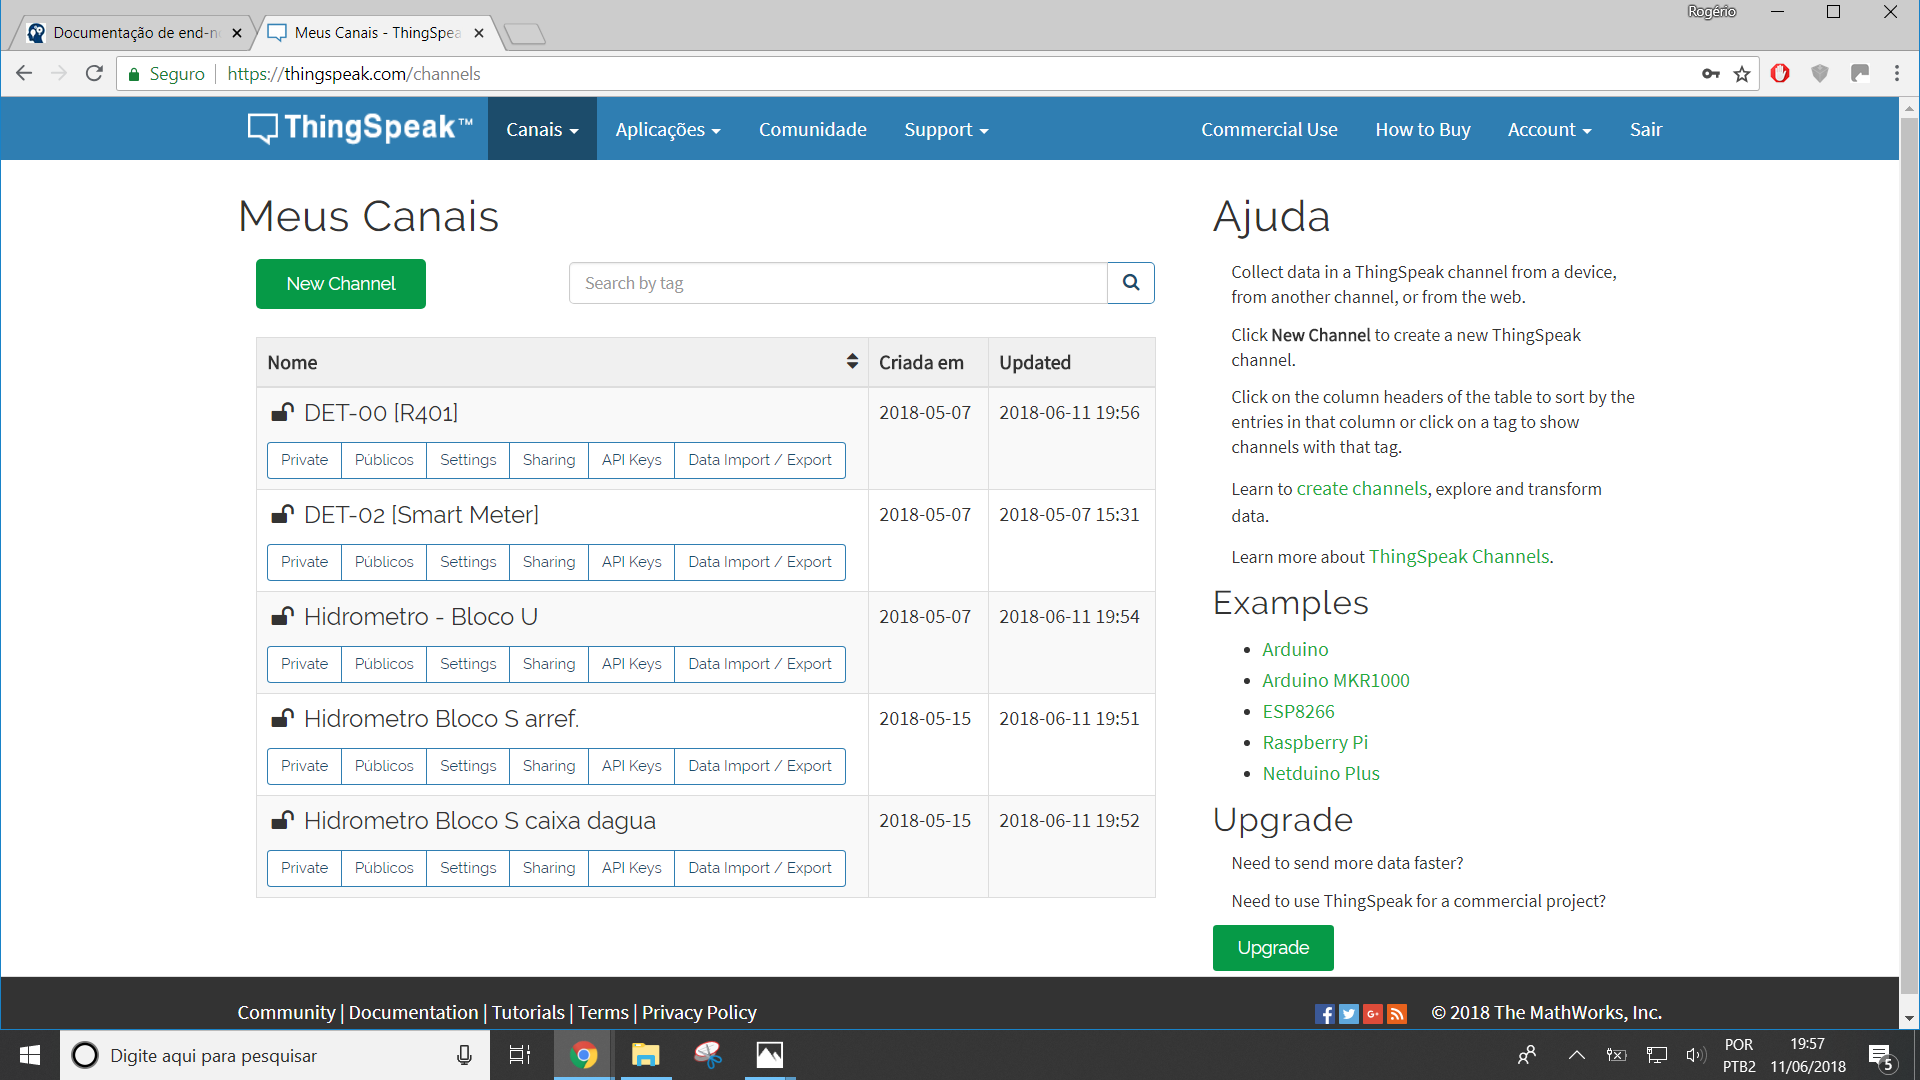 Rogério
Documentação de end-n
Meus Canais - ThingSpea
Seguro
https://thingspeak.com/channels
ThingSpeak™
Canais
Aplicações
Comunidade
Support
Commercial Use
How to Buy
Account
Sair
Meus Canais
New Channel
Search by tag
Nome
Criada em
Updated
DET-00 [R401]
2018-05-07
2018-06-11 19:56
Private
Públicos
Settings
Sharing
API Keys
Data Import / Export
DET-02 [Smart Meter]
2018-05-07
2018-05-07 15:31
Private
Públicos
Settings
Sharing
API Keys
Data Import / Export
Hidrometro - Bloco U
2018-05-07
2018-06-11 19:54
Private
Públicos
Settings
Sharing
API Keys
Data Import / Export
Hidrometro Bloco S arref.
2018-05-15
2018-06-11 19:51
Private
Públicos
Settings
Sharing
API Keys
Data Import / Export
Hidrometro Bloco S caixa dagua
2018-05-15
2018-06-11 19:52
Private
Públicos
Settings
Sharing
API Keys
Data Import / Export
Ajuda
Collect data in a ThingSpeak channel from a device,
from another channel, or from the web.
Click New Channel to create a new ThingSpeak
channel.
Click on the column headers of the table to sort by the
entries in that column or click on a tag to show
channels with that tag.
Learn to create channels, explore and transform
data.
Learn more about ThingSpeak Channels.
Examples
Arduino
Arduino MKR1000
ESP8266
Raspberry Pi
Netduino Plus
Upgrade
Need to send more data faster?
Need to use ThingSpeak for a commercial project?
Upgrade
Community | Documentation | Tutorials | Terms | Privacy Policy
© 2018 The MathWorks, Inc.
Digite aqui para pesquisar
POR
PTB2
19:57
11/06/2018
5